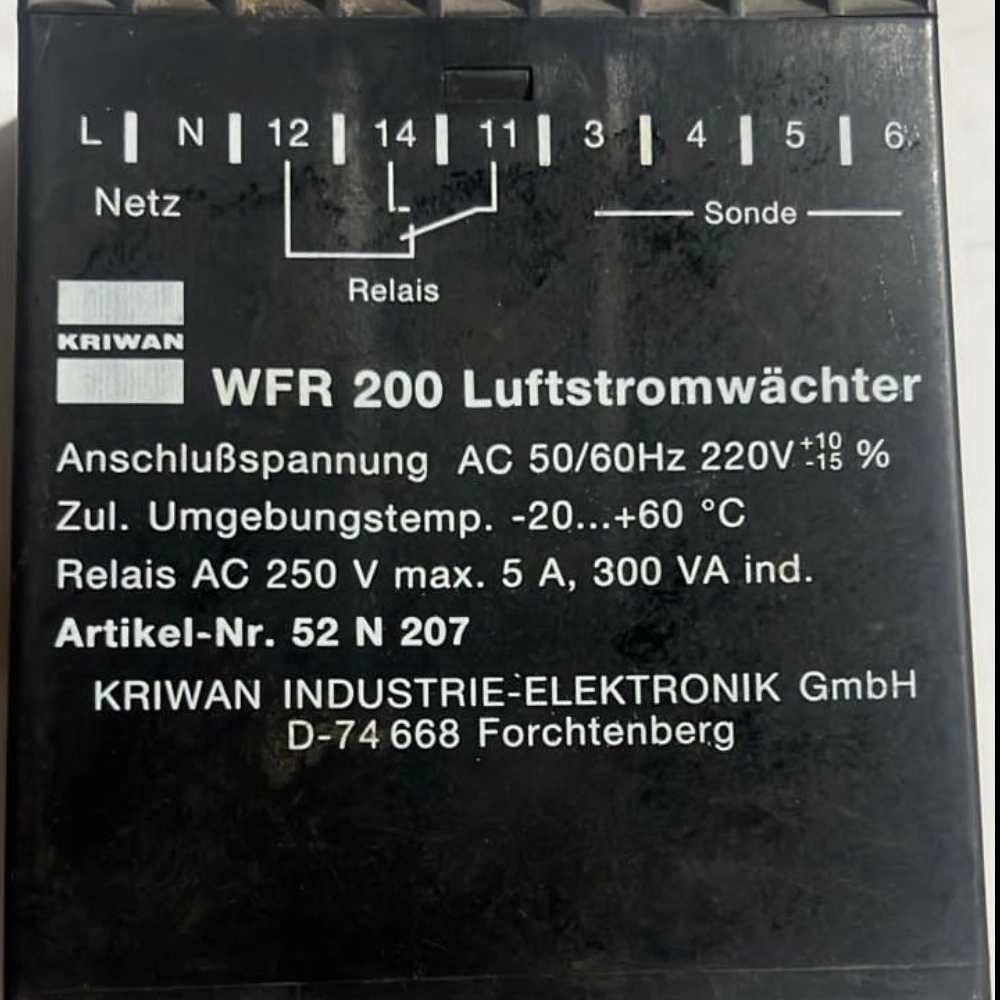 L N 12 14 11 3 4 5 6
Netz
Sonde
Relais
KRIWAN
WFR 200 Luftstromwächter
Anschlußspannung AC 50/60Hz 220V +10 -15 %
Zul. Umgebungstemp. -20...+60 °C
Relais AC 250 V max. 5 A, 300 VA ind.
Artikel-Nr. 52 N 207
KRIWAN INDUSTRIE-ELEKTRONIK GmbH
D-74 668 Forchtenberg